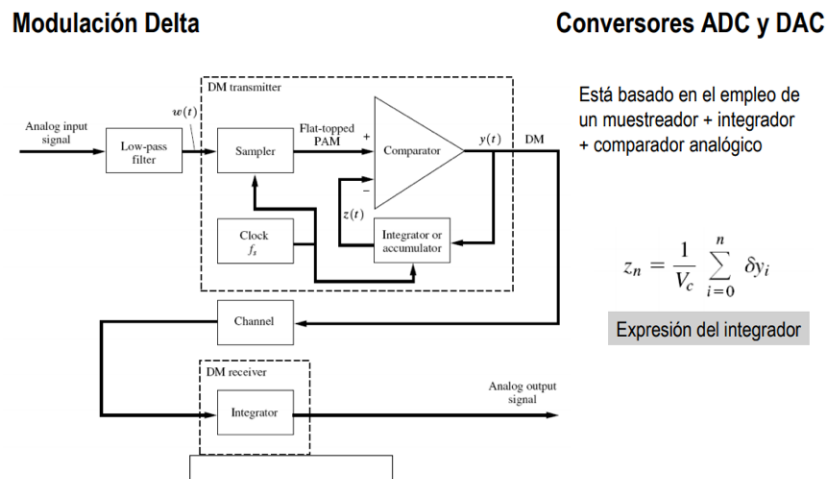 Modulación Delta
Conversores ADC y DAC
DM transmitter
w(t)
Analog input
signal
Low-pass
filter
Sampler
Flat-topped
PAM
+
Comparator
−
y(t)
DM
z(t)
Clock
fs
Integrator or
accumulator
Channel
DM receiver
Integrator
Analog output
signal
Está basado en el empleo de
un muestreador + integrador
+ comparador analógico
zₙ = 1/V꜀ ∑ⁿᵢ₌₀ δyᵢ
Expresión del integrador